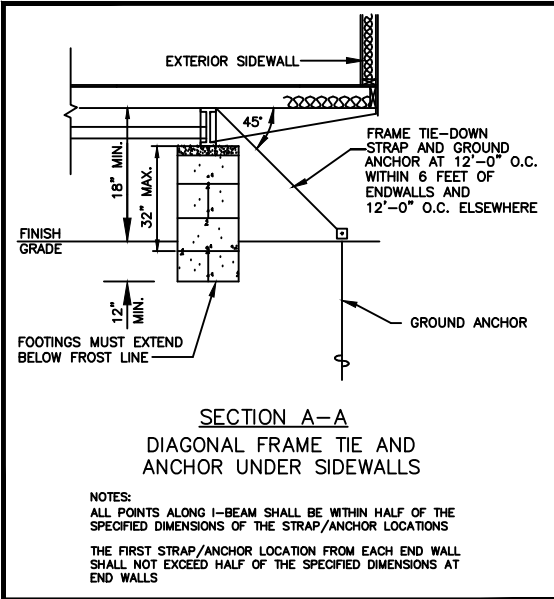 EXTERIOR SIDEWALL
45°
FRAME TIE-DOWN
STRAP AND GROUND
ANCHOR AT 12'-0" O.C.
WITHIN 6 FEET OF
ENDWALLS AND
12'-0" O.C. ELSEWHERE
18" MIN.
32" MAX.
FINISH
GRADE
12"
MIN.
GROUND ANCHOR
FOOTINGS MUST EXTEND
BELOW FROST LINE
SECTION A-A
DIAGONAL FRAME TIE AND
ANCHOR UNDER SIDEWALLS
NOTES:
ALL POINTS ALONG I-BEAM SHALL BE WITHIN HALF OF THE
SPECIFIED DIMENSIONS OF THE STRAP/ANCHOR LOCATIONS
THE FIRST STRAP/ANCHOR LOCATION FROM EACH END WALL
SHALL NOT EXCEED HALF OF THE SPECIFIED DIMENSIONS AT
END WALLS